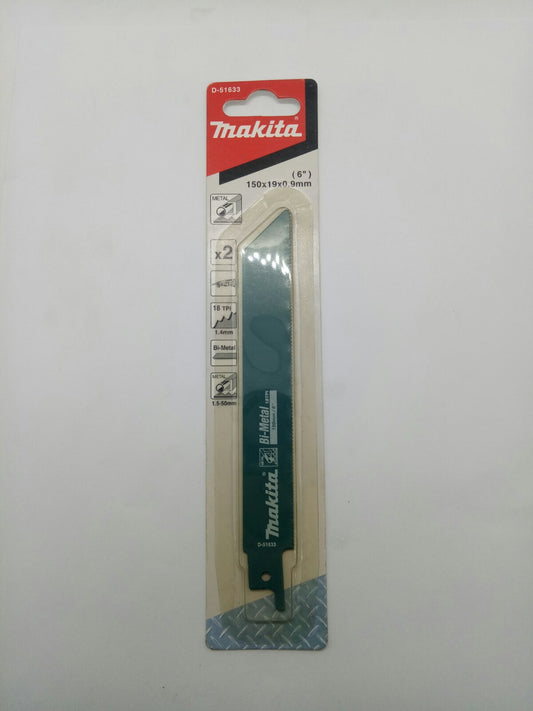 D-51633
makita®
(6")
150x19x0.9mm
METAL
x2
18 TPI
1.4mm
Bi-Metal
METAL
1.5-50mm
makita
Bi-Metal
18TPI
D-51633